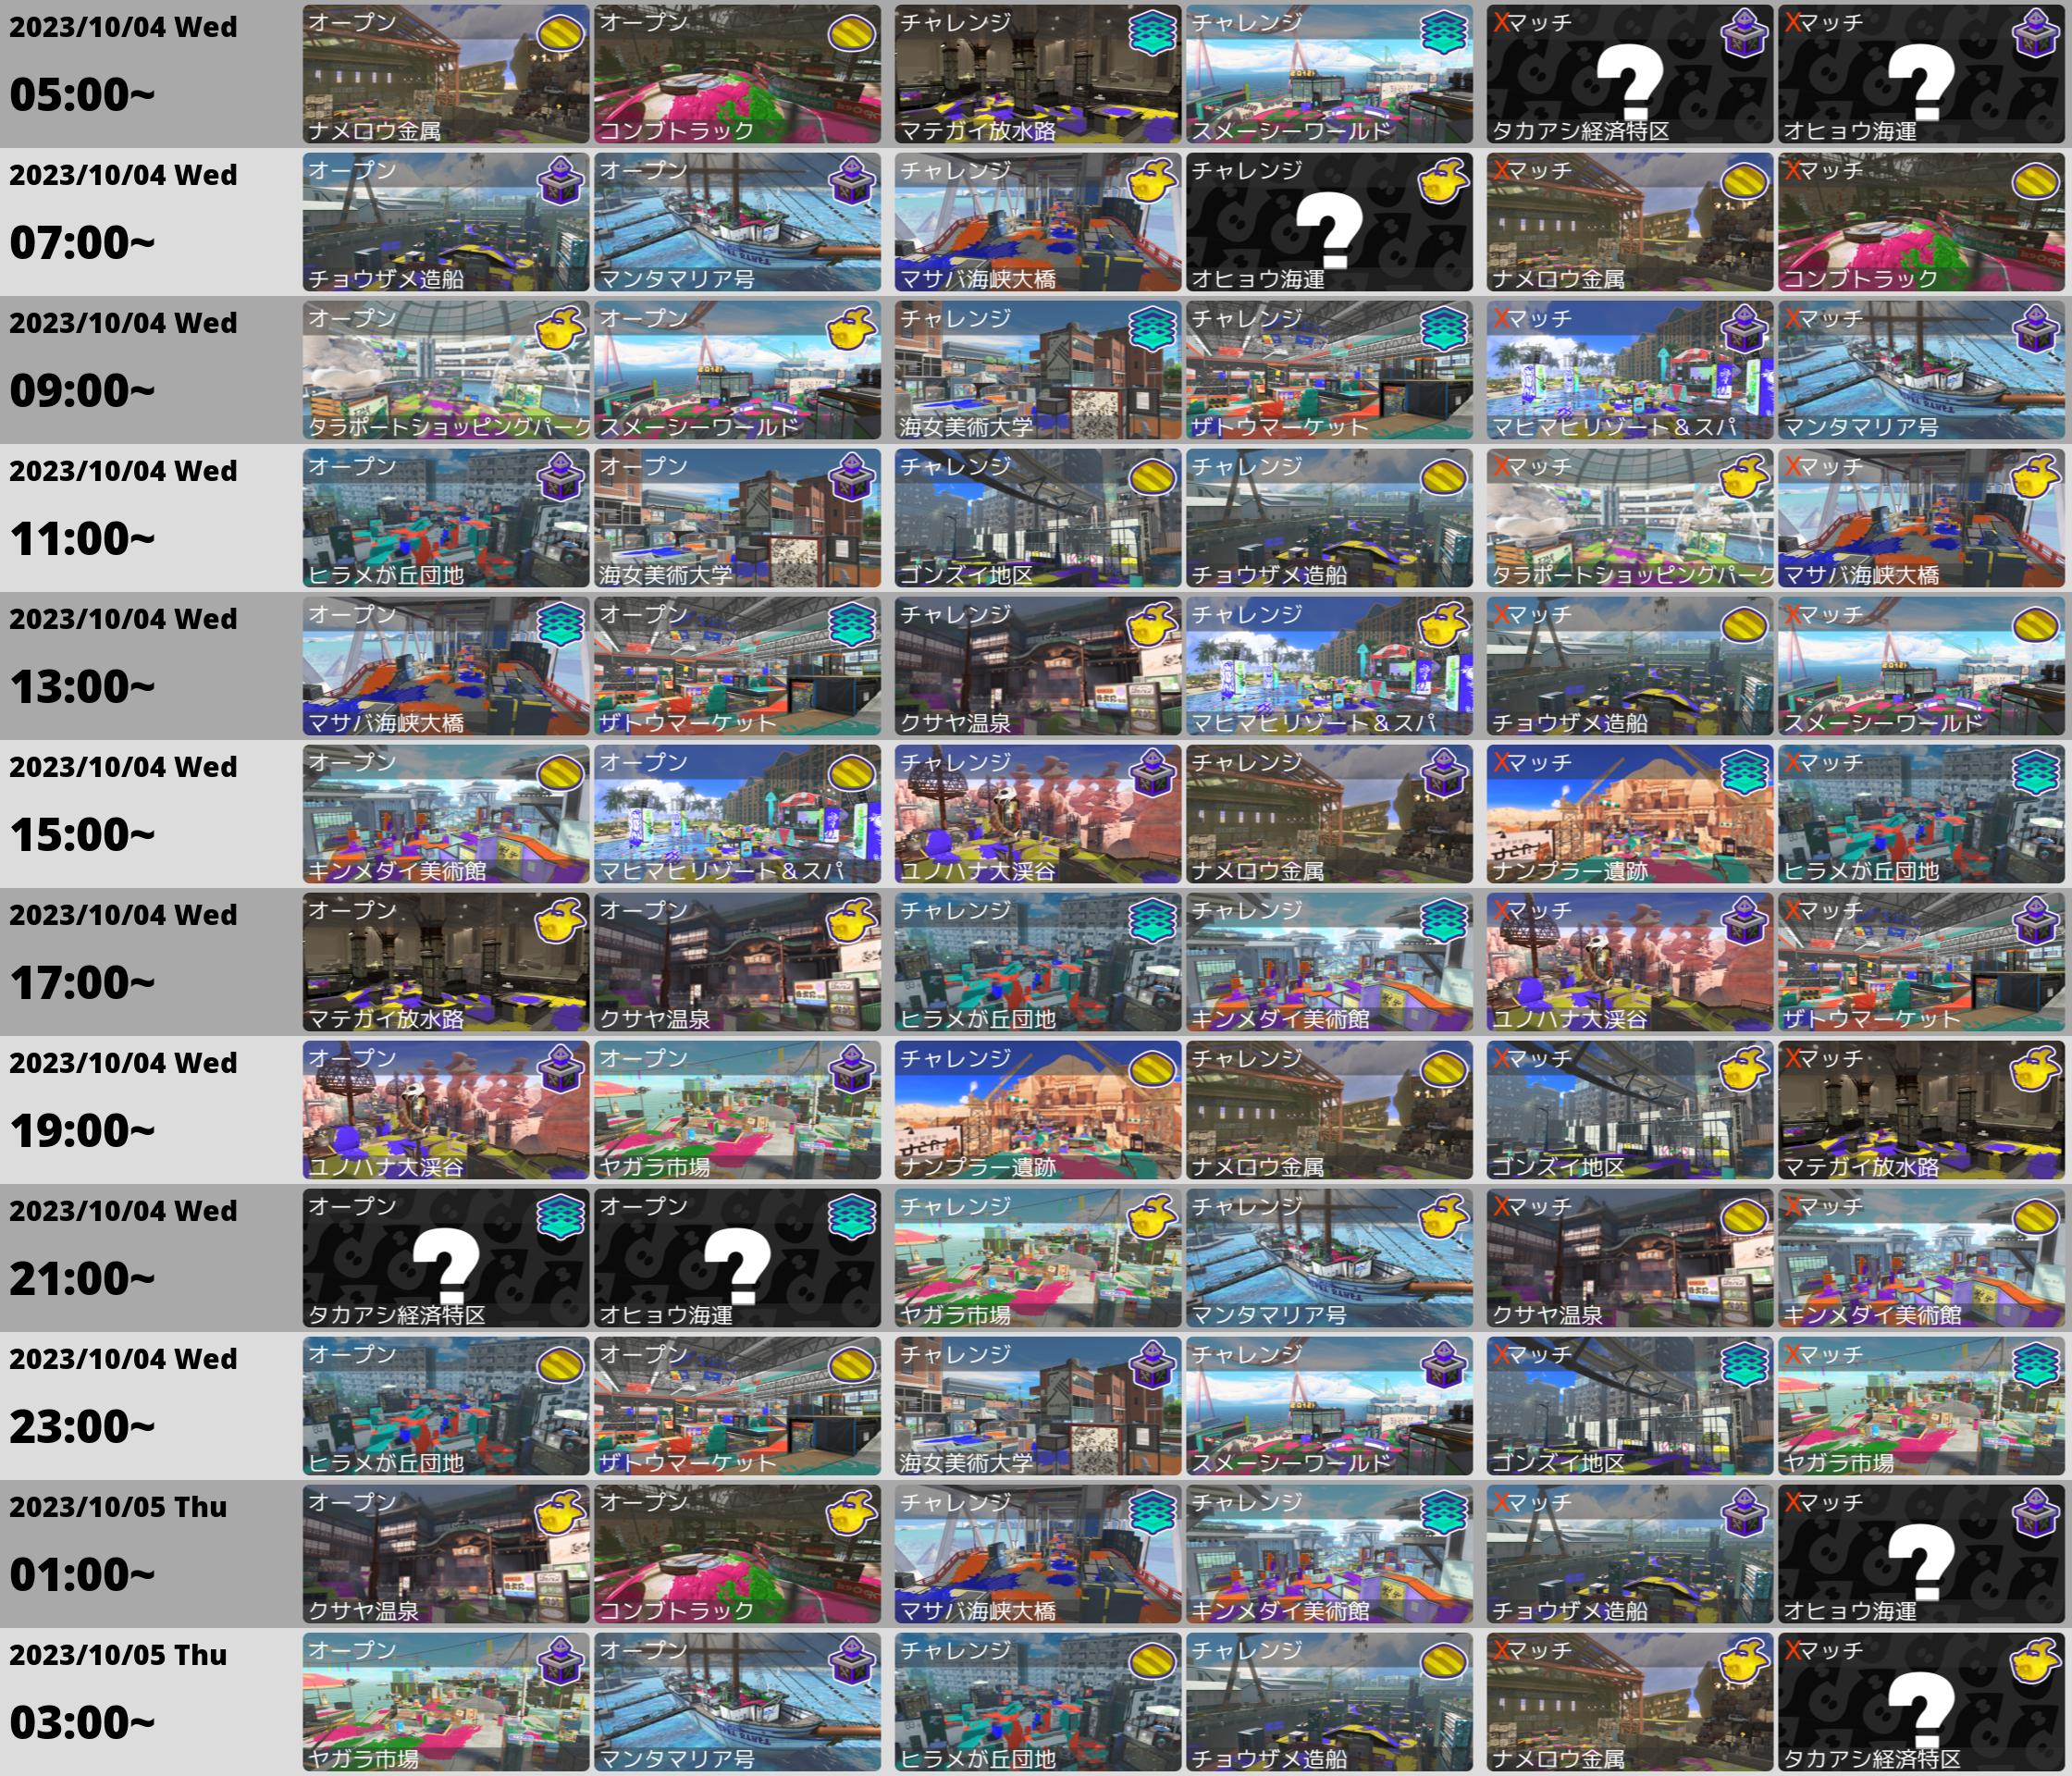 2023/10/04 Wed
05:00~
オープン
ナメロウ金属
オープン
コンブトラック
チャレンジ
マテガイ放水路
チャレンジ
スメーシーワールド
Xマッチ
タカアシ経済特区
Xマッチ
オヒョウ海運
2023/10/04 Wed
07:00~
オープン
チョウザメ造船
オープン
マンタマリア号
チャレンジ
マサバ海峡大橋
チャレンジ
オヒョウ海運
Xマッチ
ナメロウ金属
Xマッチ
コンブトラック
2023/10/04 Wed
09:00~
オープン
タラポートショッピングパーク
オープン
スメーシーワールド
チャレンジ
海女美術大学
チャレンジ
ザトウマーケット
Xマッチ
マヒマヒリゾート＆スパ
Xマッチ
マンタマリア号
2023/10/04 Wed
11:00~
オープン
ヒラメが丘団地
オープン
海女美術大学
チャレンジ
ゴンズイ地区
チャレンジ
チョウザメ造船
Xマッチ
タラポートショッピングパーク
Xマッチ
マサバ海峡大橋
2023/10/04 Wed
13:00~
オープン
マサバ海峡大橋
オープン
ザトウマーケット
チャレンジ
クサヤ温泉
チャレンジ
マヒマヒリゾート＆スパ
Xマッチ
チョウザメ造船
Xマッチ
スメーシーワールド
2023/10/04 Wed
15:00~
オープン
キンメダイ美術館
オープン
マヒマヒリゾート＆スパ
チャレンジ
ユノハナ大渓谷
チャレンジ
ナメロウ金属
Xマッチ
ナンプラー遺跡
Xマッチ
ヒラメが丘団地
2023/10/04 Wed
17:00~
オープン
マテガイ放水路
オープン
クサヤ温泉
チャレンジ
ヒラメが丘団地
チャレンジ
キンメダイ美術館
Xマッチ
ユノハナ大渓谷
Xマッチ
ザトウマーケット
2023/10/04 Wed
19:00~
オープン
ユノハナ大渓谷
オープン
ヤガラ市場
チャレンジ
ナンプラー遺跡
チャレンジ
ナメロウ金属
Xマッチ
ゴンズイ地区
Xマッチ
マテガイ放水路
2023/10/04 Wed
21:00~
オープン
タカアシ経済特区
オープン
オヒョウ海運
チャレンジ
ヤガラ市場
チャレンジ
マンタマリア号
Xマッチ
クサヤ温泉
Xマッチ
キンメダイ美術館
2023/10/04 Wed
23:00~
オープン
ヒラメが丘団地
オープン
ザトウマーケット
チャレンジ
海女美術大学
チャレンジ
スメーシーワールド
Xマッチ
ゴンズイ地区
Xマッチ
ヤガラ市場
2023/10/05 Thu
01:00~
オープン
クサヤ温泉
オープン
コンブトラック
チャレンジ
マサバ海峡大橋
チャレンジ
キンメダイ美術館
Xマッチ
チョウザメ造船
Xマッチ
オヒョウ海運
2023/10/05 Thu
03:00~
オープン
ヤガラ市場
オープン
マンタマリア号
チャレンジ
ヒラメが丘団地
チャレンジ
チョウザメ造船
Xマッチ
ナメロウ金属
Xマッチ
タカアシ経済特区